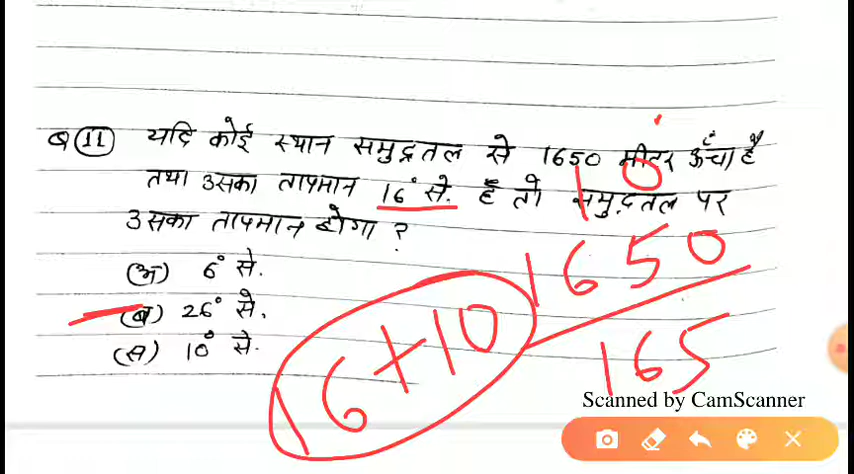 Q (11) यदि कोई स्थान समुद्रतल से 1650 मीटर ऊँचा है
तथा उसका तापमान 16° से. है तो समुद्रतल पर
उसका तापमान होगा ?
(अ) 6° से.
(ब) 26° से.
(स) 10° से.
10
1650
165
16+10
Scanned by CamScanner